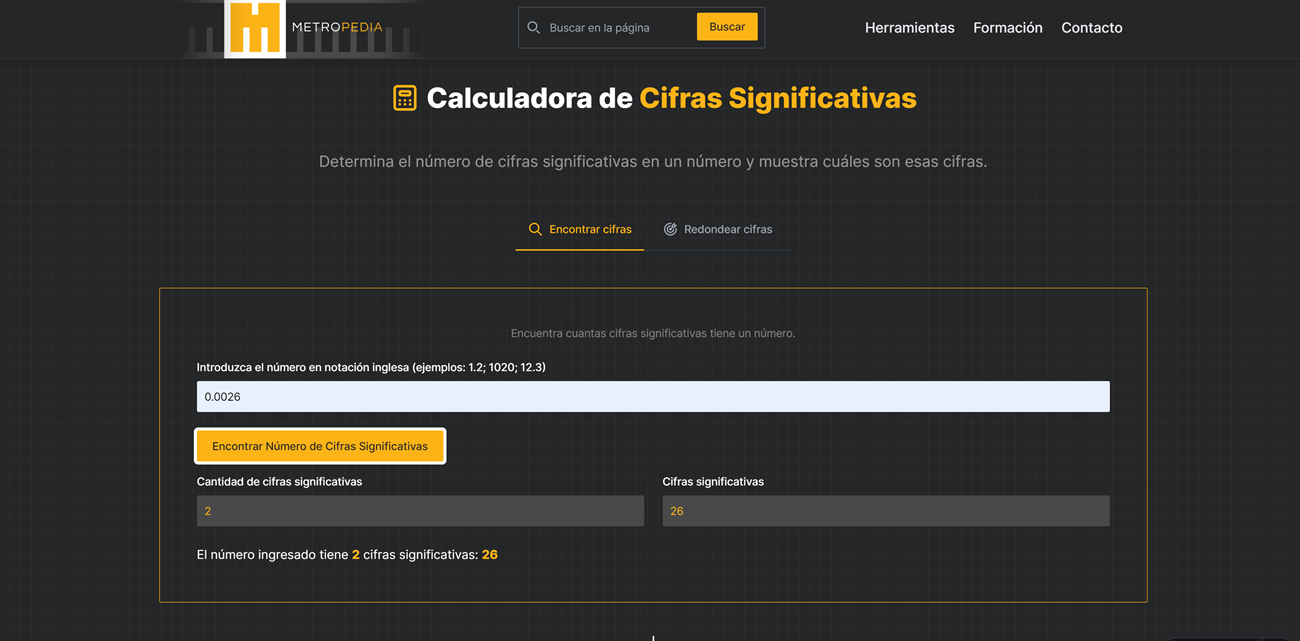 METROPEDIA
Buscar en la página
Buscar
Herramientas
Formación
Contacto
Calculadora de Cifras Significativas
Determina el número de cifras significativas en un número y muestra cuáles son esas cifras.
Encontrar cifras
Redondear cifras
Encuentra cuantas cifras significativas tiene un número.
Introduzca el número en notación inglesa (ejemplos: 1.2; 1020; 12.3)
0.0026
Encontrar Número de Cifras Significativas
Cantidad de cifras significativas
Cifras significativas
2
26
El número ingresado tiene 2 cifras significativas: 26